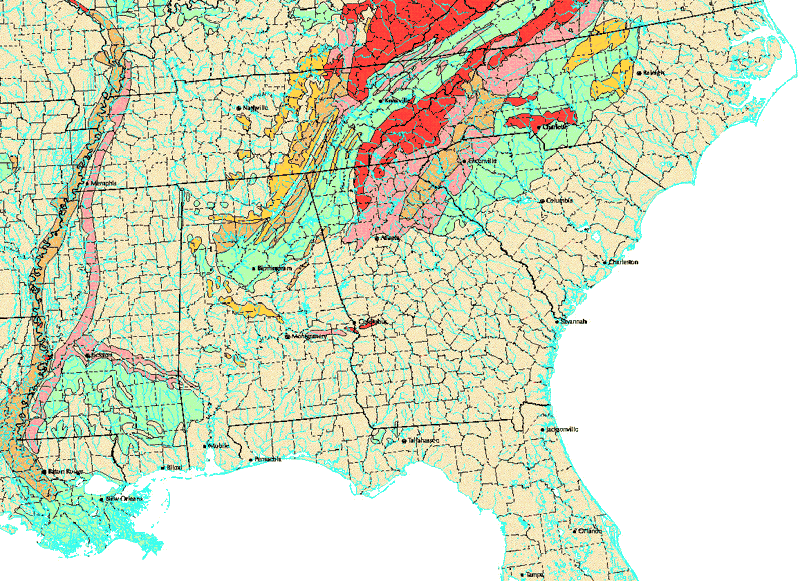 Raleigh
Knoxville
Nashville
Charlotte
Greenville
Memphis
Columbia
Atlanta
Charleston
Birmingham
Columbus
Savannah
Montgomery
Jackson
Jacksonville
Tallahassee
Mobile
Pensacola
Biloxi
Baton Rouge
New Orleans
Orlando
Tampa